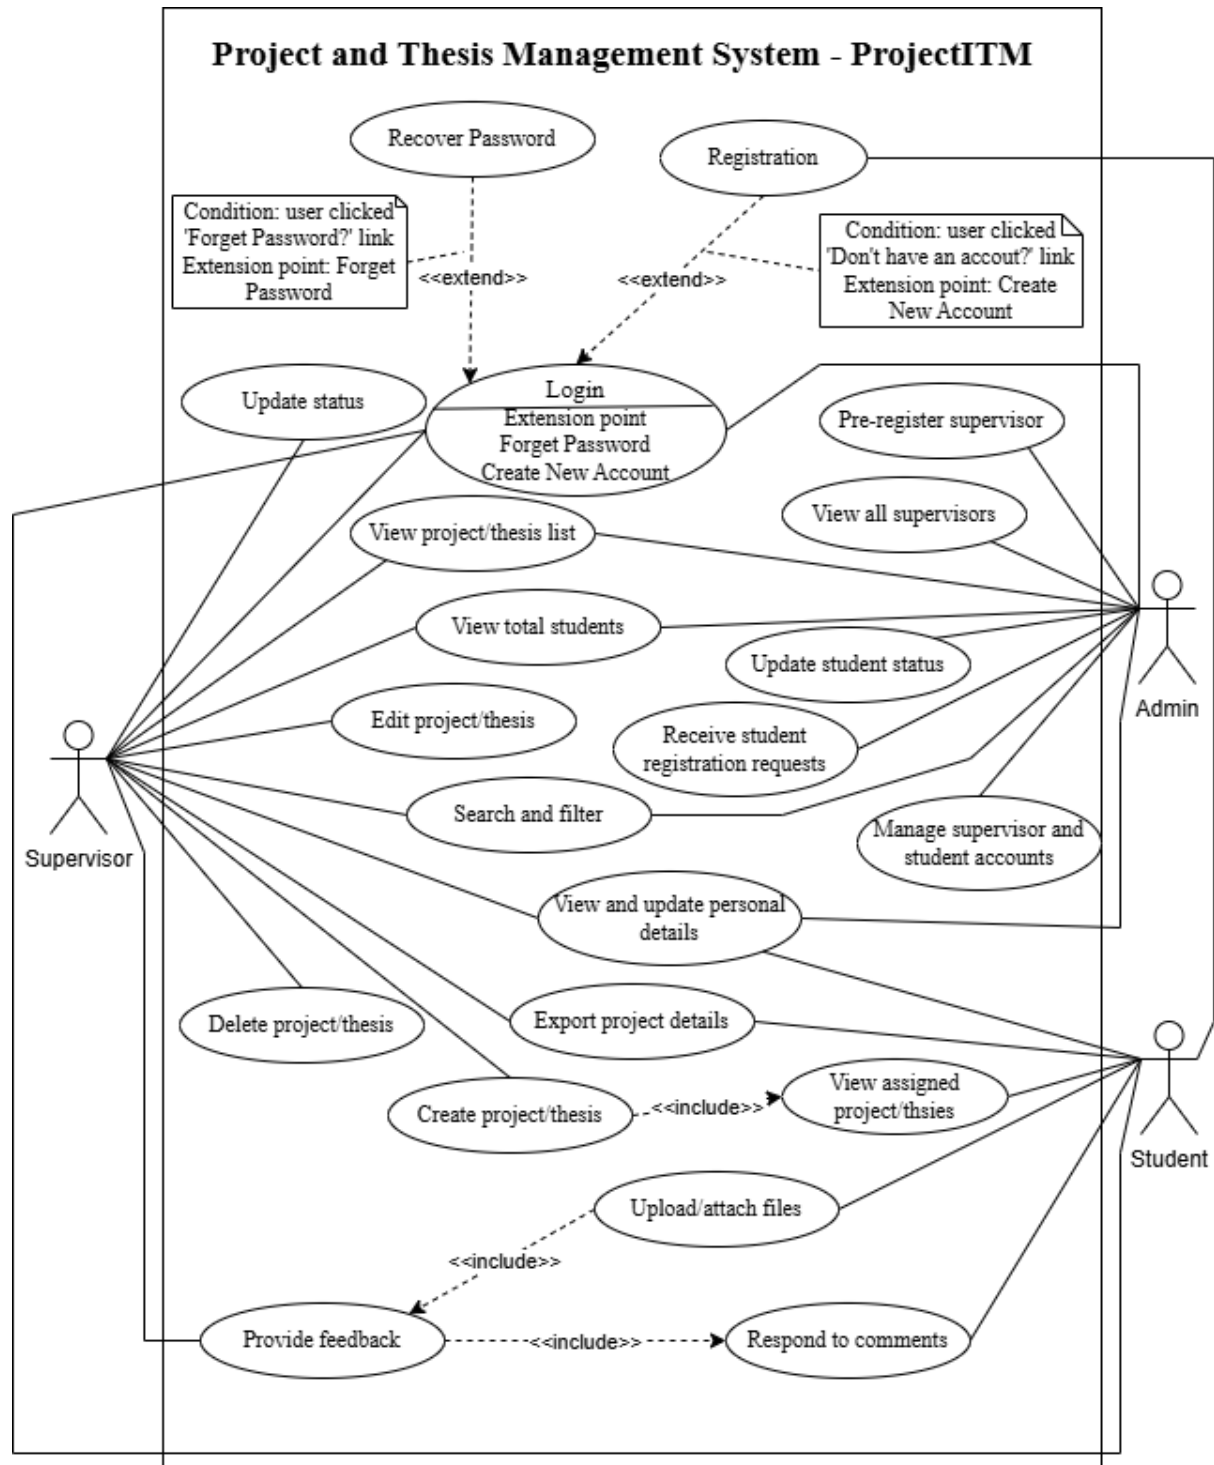 Project and Thesis Management System - ProjectITM
Recover Password
Registration
Condition: user clicked
'Forget Password?' link
Extension point: Forget
Password
Condition: user clicked
'Don't have an accout?' link
Extension point: Create
New Account
<<extend>>
<<extend>>
Update status
Login
Extension point
Forget Password
Create New Account
Pre-register supervisor
View all supervisors
View project/thesis list
View total students
Update student status
Admin
Edit project/thesis
Receive student
registration requests
Search and filter
Manage supervisor and
student accounts
Supervisor
View and update personal
details
Delete project/thesis
Export project details
Create project/thesis
<<include>>
View assigned
project/thsies
Student
Upload/attach files
<<include>>
Provide feedback
<<include>>
Respond to comments